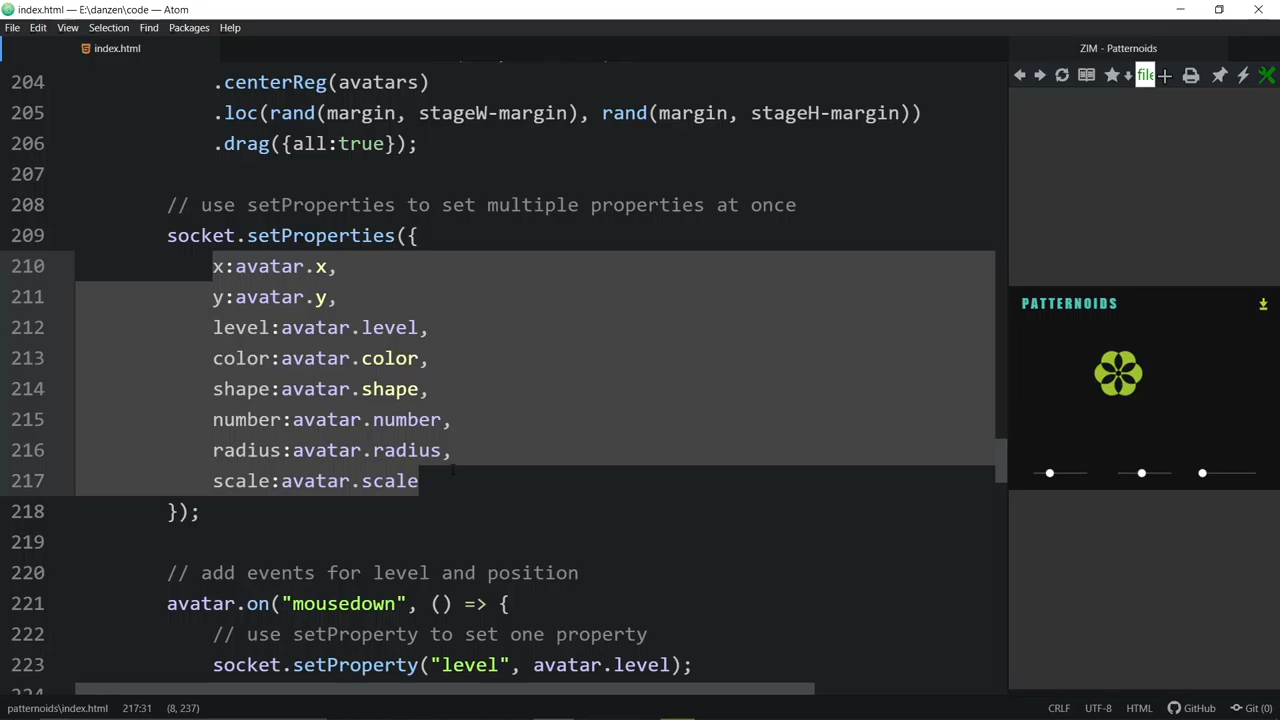 index.html — E:\danzen\code — Atom
File Edit View Selection Find Packages Help
index.html
ZIM - Patternoids
file
204 .centerReg(avatars)
205 .loc(rand(margin, stageW-margin), rand(margin, stageH-margin))
206 .drag({all:true});
207
208 // use setProperties to set multiple properties at once
209 socket.setProperties({
210 x:avatar.x,
211 y:avatar.y,
212 level:avatar.level,
213 color:avatar.color,
214 shape:avatar.shape,
215 number:avatar.number,
216 radius:avatar.radius,
217 scale:avatar.scale
218 });
219
220 // add events for level and position
221 avatar.on("mousedown", () => {
222 // use setProperty to set one property
223 socket.setProperty("level", avatar.level);
224
PATTERNOIDS
patternoids\index.html 217:31 (8, 237)
CRLF UTF-8 HTML GitHub Git (0)